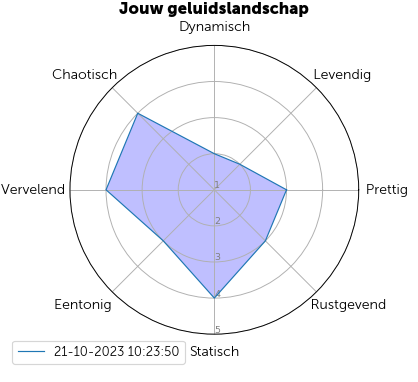 Jouw geluidslandschap
Dynamisch
Chaotisch
Levendig
Vervelend
Prettig
1
2
3
4
5
Eentonig
Rustgevend
Statisch
21-10-2023 10:23:50